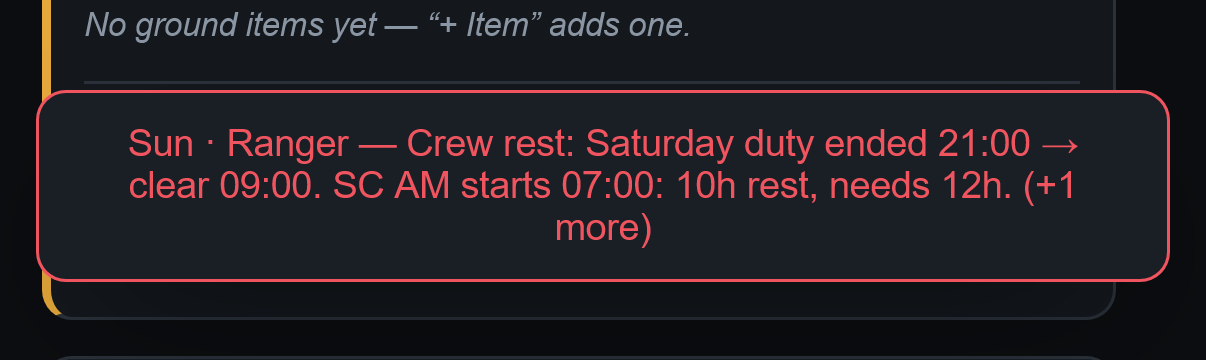 No ground items yet — “+ Item” adds one.
Sun · Ranger — Crew rest: Saturday duty ended 21:00 →
clear 09:00. SC AM starts 07:00: 10h rest, needs 12h. (+1
more)